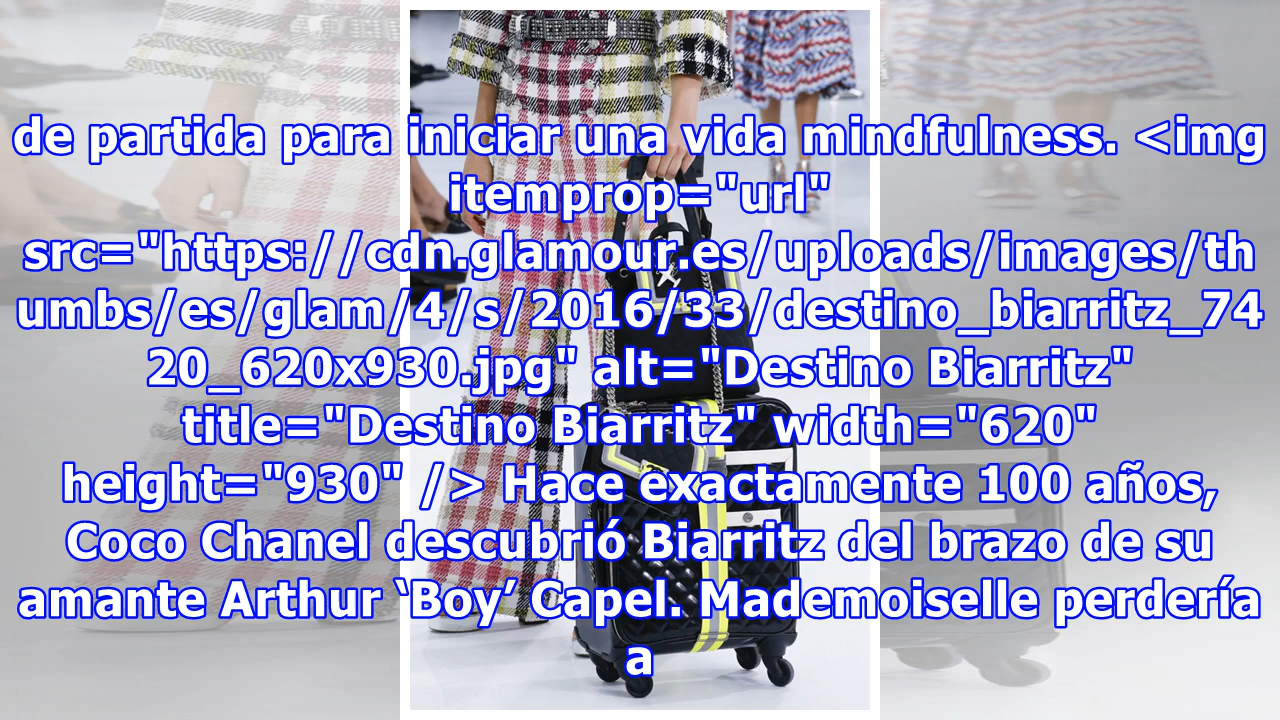 de partida para iniciar una vida mindfulness. <img
itemprop="url"
src="https://cdn.glamour.es/uploads/images/th
umbs/es/glam/4/s/2016/33/destino_biarritz_74
20_620x930.jpg" alt="Destino Biarritz"
title="Destino Biarritz" width="620"
height="930" /> Hace exactamente 100 años,
Coco Chanel descubrió Biarritz del brazo de su
amante Arthur ‘Boy’ Capel. Mademoiselle perdería
a